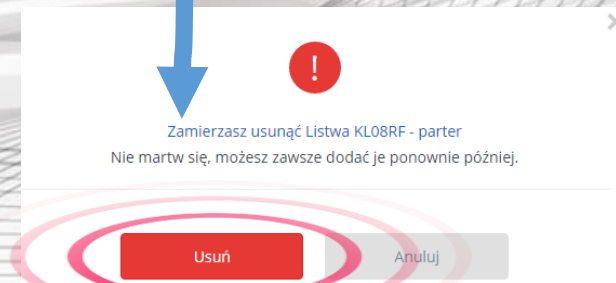 !
Zamierzasz usunąć Listwa KL08RF - parter
Nie martw się, możesz zawsze dodać je ponownie później.
Usuń Anuluj